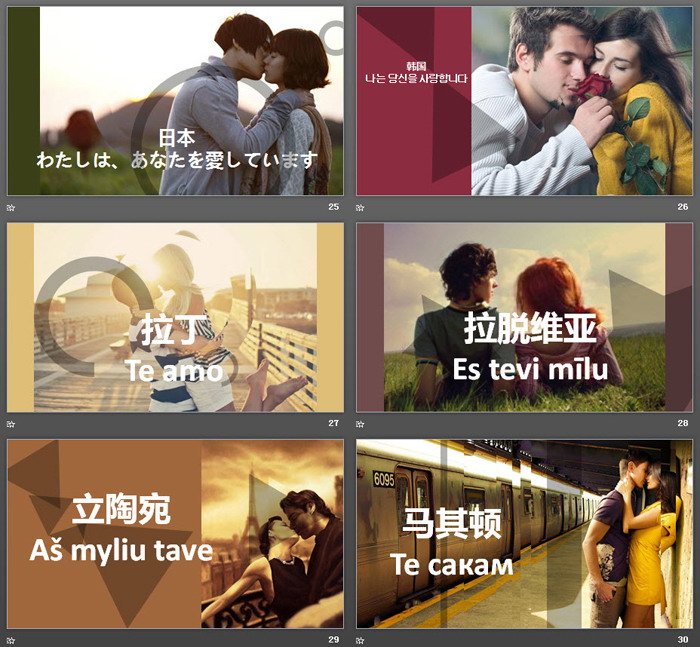 日本
わたしは、あなたを愛しています
25
韩国
나는 당신을 사랑합니다
26
拉丁
Te amo
27
拉脱维亚
Es tevi mīlu
28
立陶宛
Aš myliu tave
29
6095
马其顿
Те сакам
30